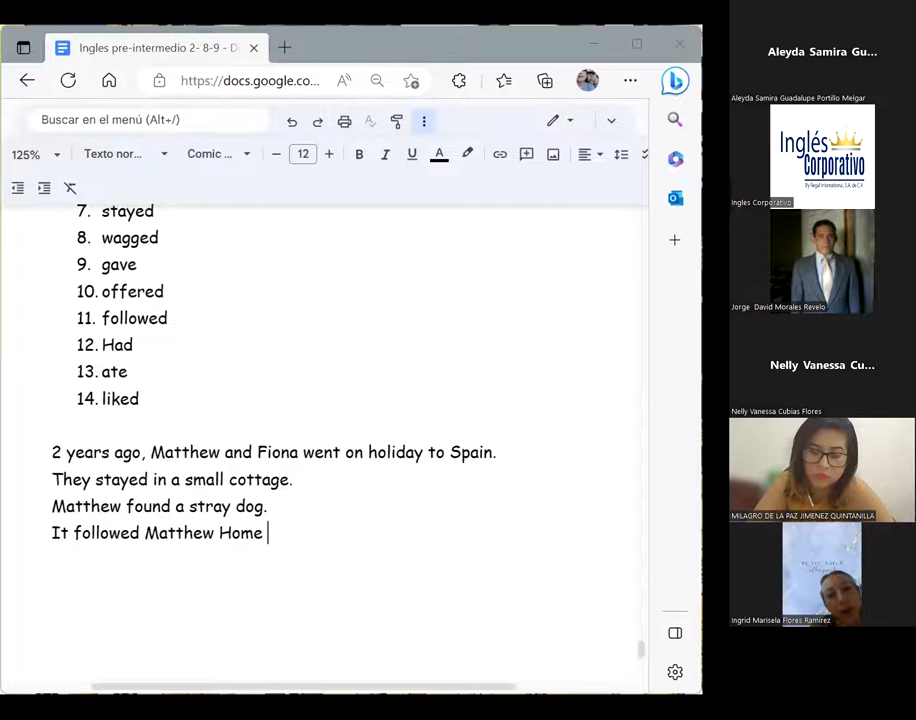 Ingles pre-intermedio 2- 8-9 - D
https://docs.google.co...
Buscar en el menú (Alt+/)
125%
Texto nor...
Comic ...
12
B
I
U
A
7. stayed
8. wagged
9. gave
10. offered
11. followed
12. Had
13. ate
14. liked
2 years ago, Matthew and Fiona went on holiday to Spain.
They stayed in a small cottage.
Matthew found a stray dog.
It followed Matthew Home
Aleyda Samira Gu...
Aleyda Samira Guadalupe Portillo Melgar
Inglés
Corporativo
By Regal International, S.A. de C.V
Ingles Corporativo
Jorge David Morales Revelo
Nelly Vanessa Cu...
Nelly Vanessa Cubias Flores
MILAGRO DE LA PAZ JIMENEZ QUINTANILLA
Ingrid Marisela Flores Ramirez